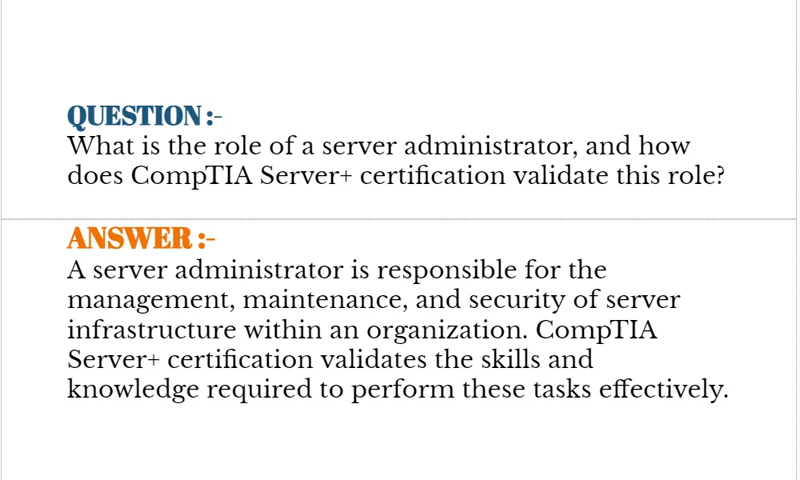 QUESTION :-
What is the role of a server administrator, and how
does CompTIA Server+ certification validate this role?
ANSWER :-
A server administrator is responsible for the
management, maintenance, and security of server
infrastructure within an organization. CompTIA
Server+ certification validates the skills and
knowledge required to perform these tasks effectively.